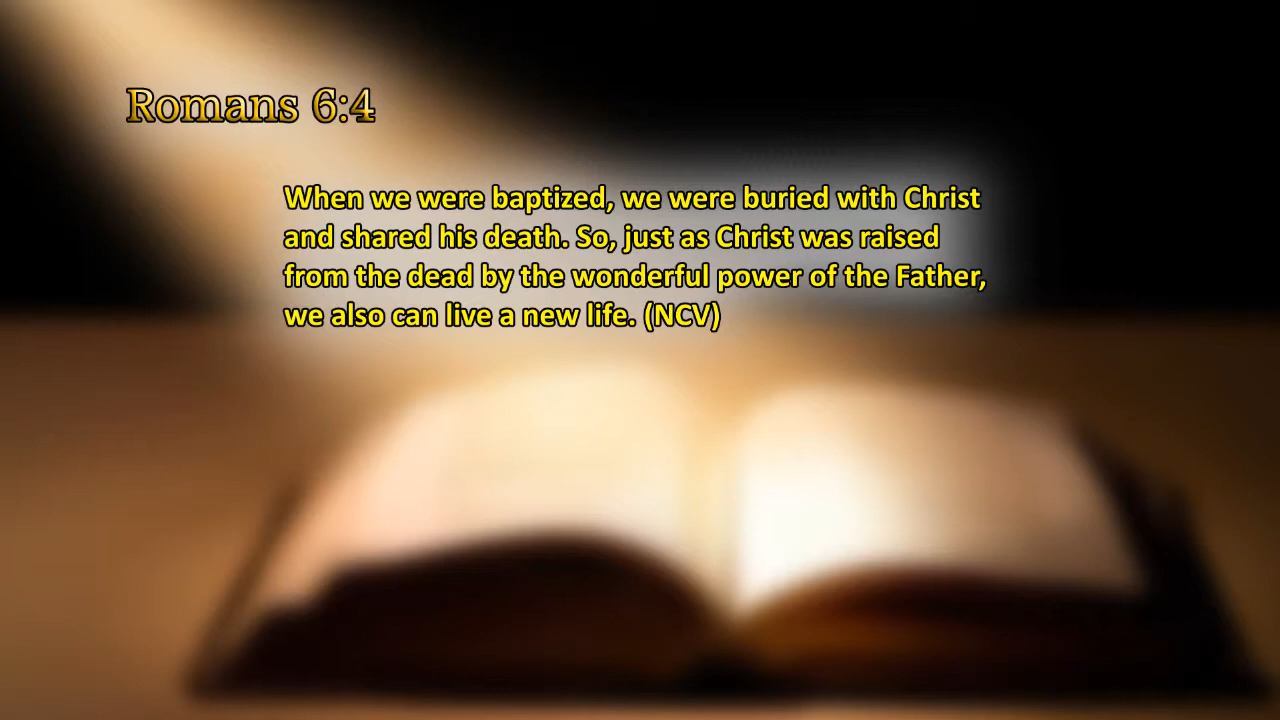 Romans 6:4
When we were baptized, we were buried with Christ
and shared his death. So, just as Christ was raised
from the dead by the wonderful power of the Father,
we also can live a new life. (NCV)